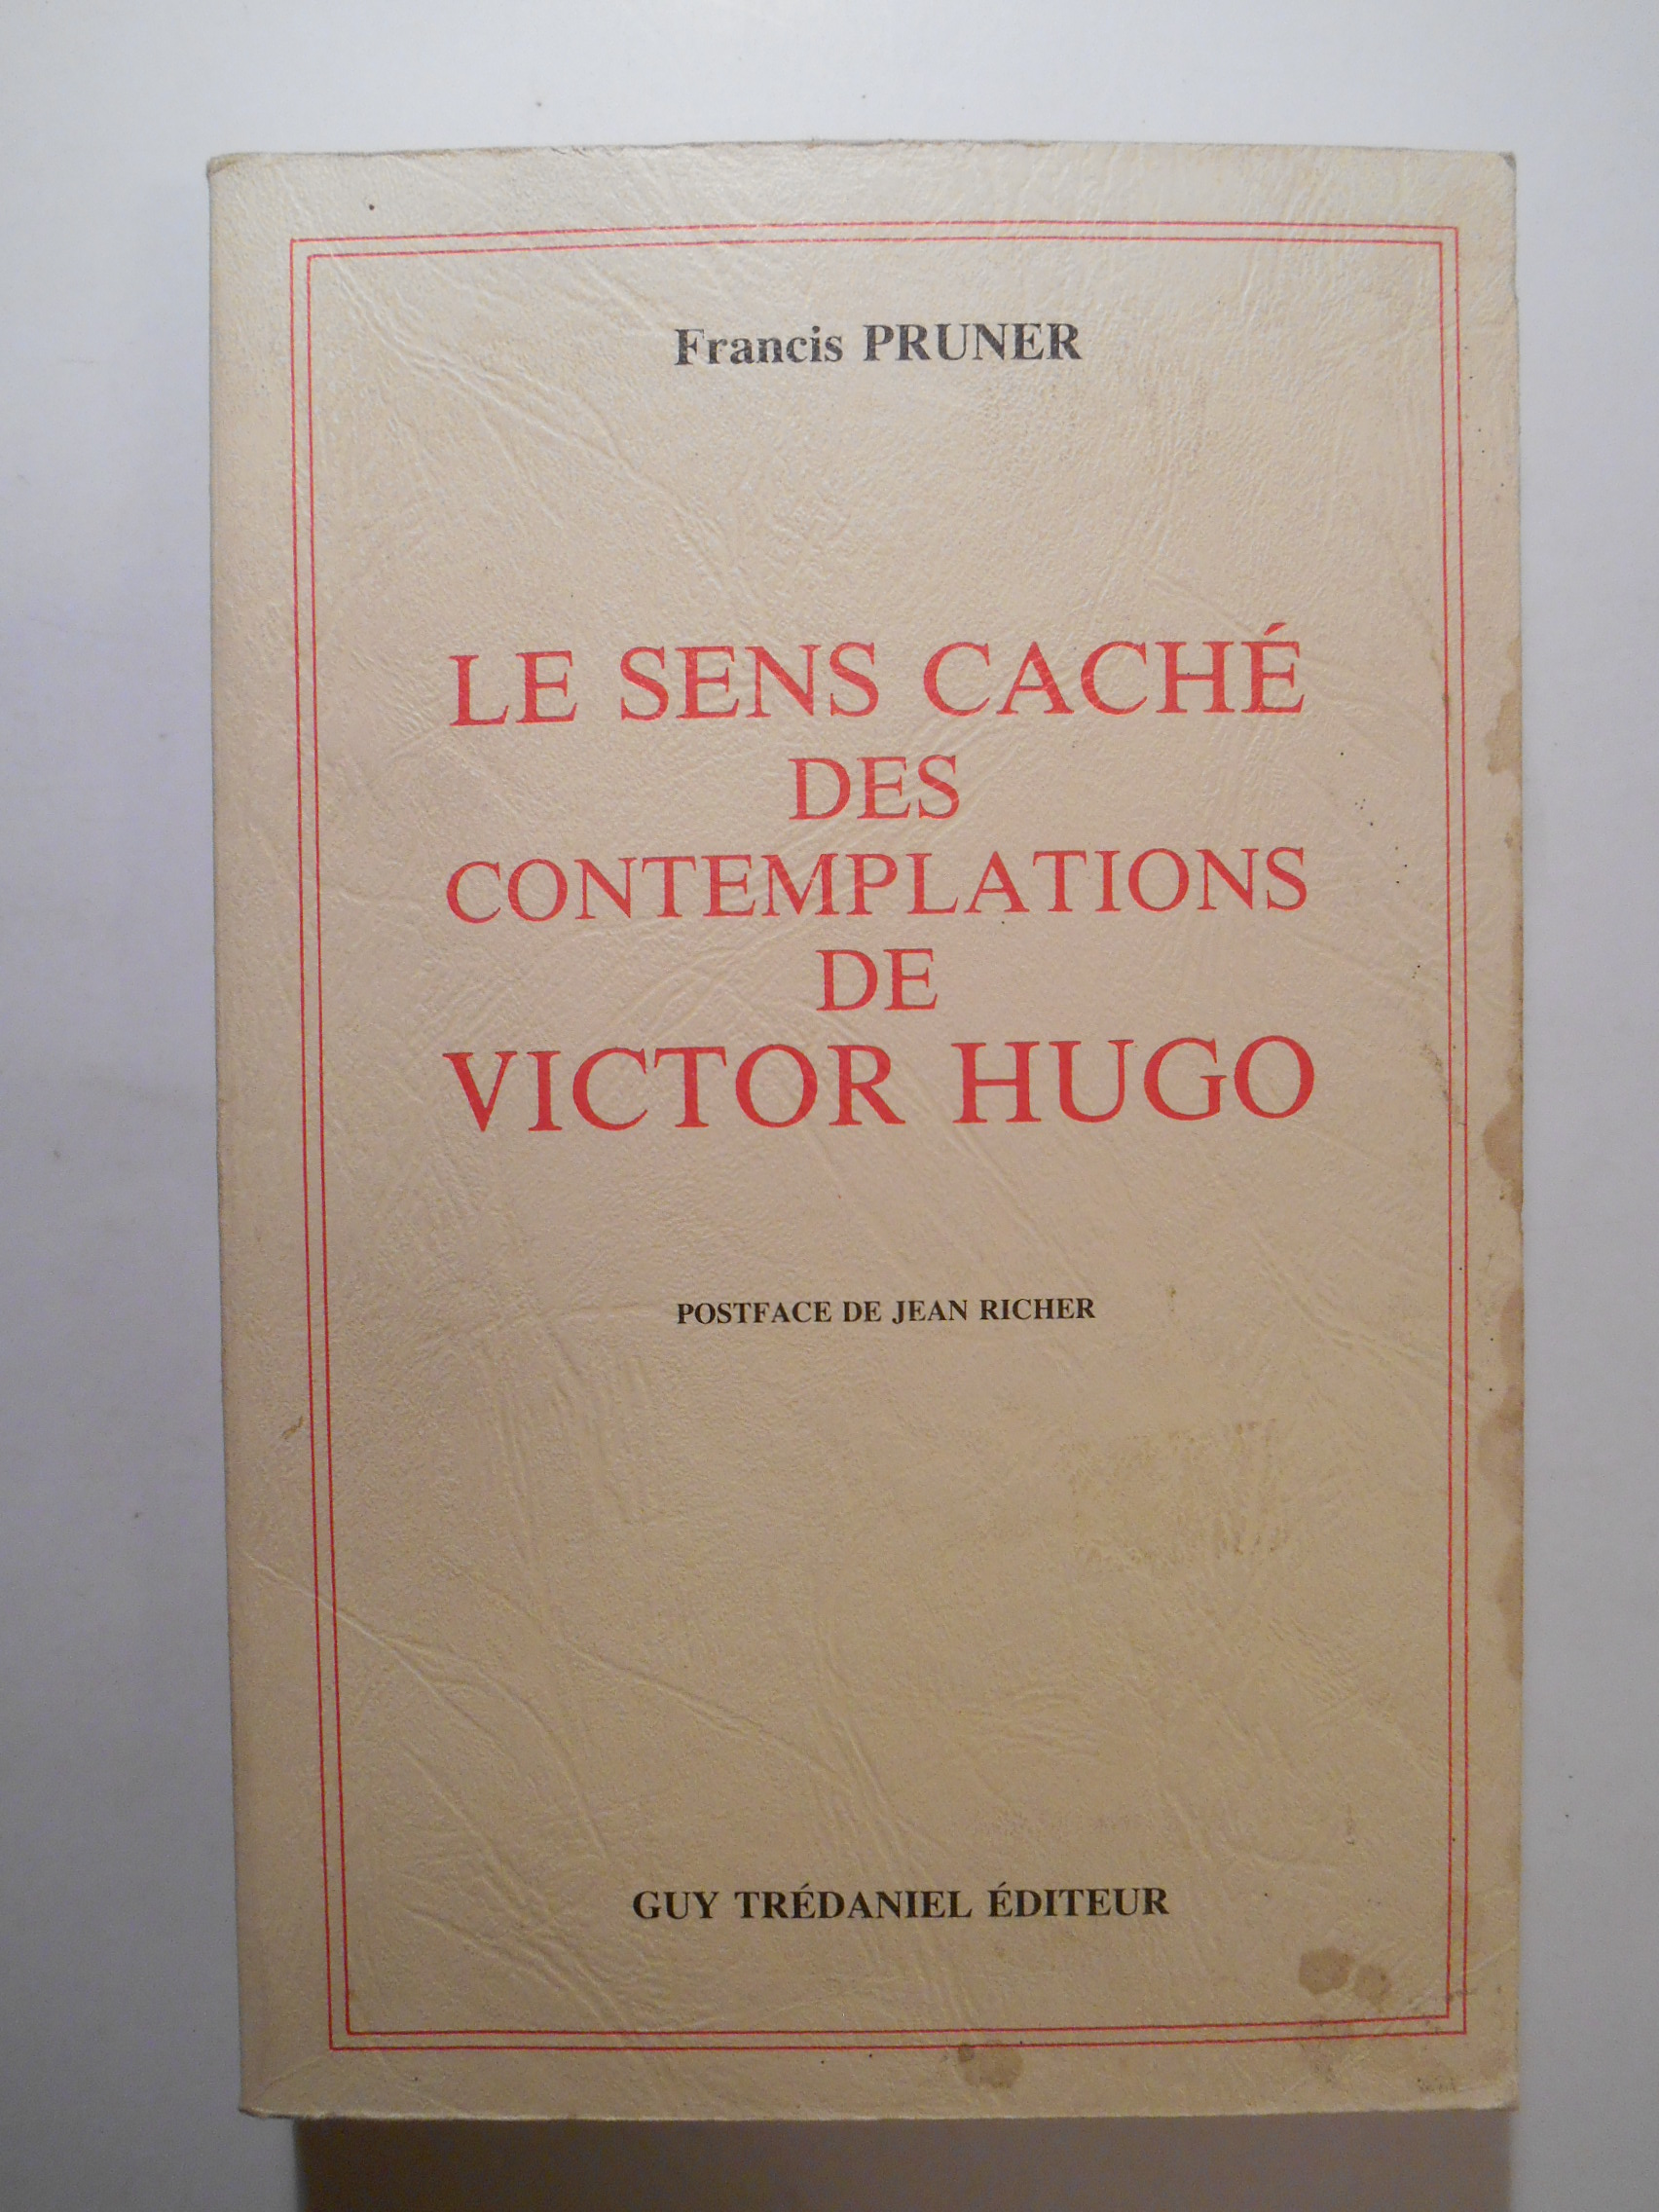 Francis PRUNER
LE SENS CACHÉ
DES
CONTEMPLATIONS
DE
VICTOR HUGO
POSTFACE DE JEAN RICHER
GUY TRÉDANIEL ÉDITEUR